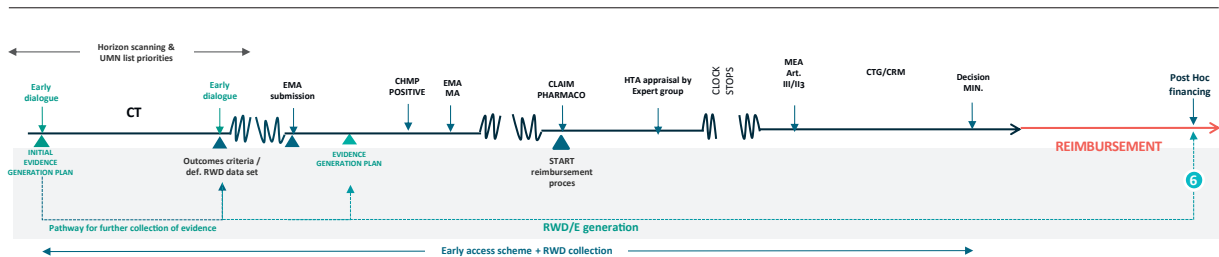 Horizon scanning &
UMN list priorities
Early
dialogue
CT
Early
dialogue
EMA
submission
CHMP
POSITIVE
EMA
MA
CLAIM
PHARMACO
HTA appraisal by
Expert group
CLOCK
STOPS
MEA
Art.
III/II3
CTG/CRM
Decision
MIN.
Post Hoc
financing
INITIAL
EVIDENCE
GENERATION PLAN
Outcomes criteria /
def. RWD data set
EVIDENCE
GENERATION PLAN
START
reimbursement
proces
REIMBURSEMENT
6
Pathway for further collection of evidence
RWD/E generation
Early access scheme + RWD collection